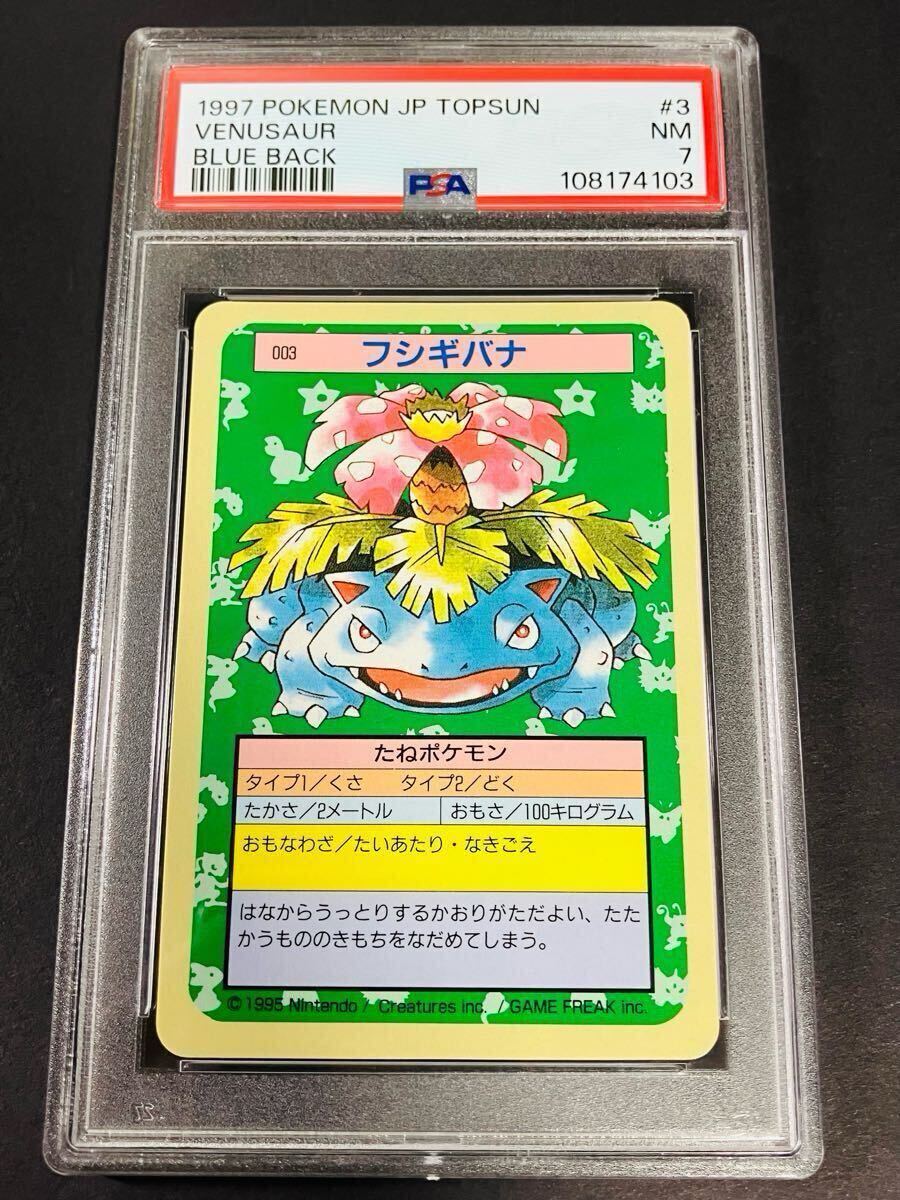 1997 POKEMON JP TOPSUN #3
VENUSAUR NM
BLUE BACK 7
PSA 108174103
003 フシギバナ
たねポケモン
タイプ1/くさ タイプ2/どく
たかさ/2メートル おもさ/100キログラム
おもなわざ/たいあたり・なきごえ
はなからうっとりするかおりがただよい、たた
かうもののきもちをなだめてしまう。
©1995 Nintendo / Creatures inc. / GAME FREAK inc.